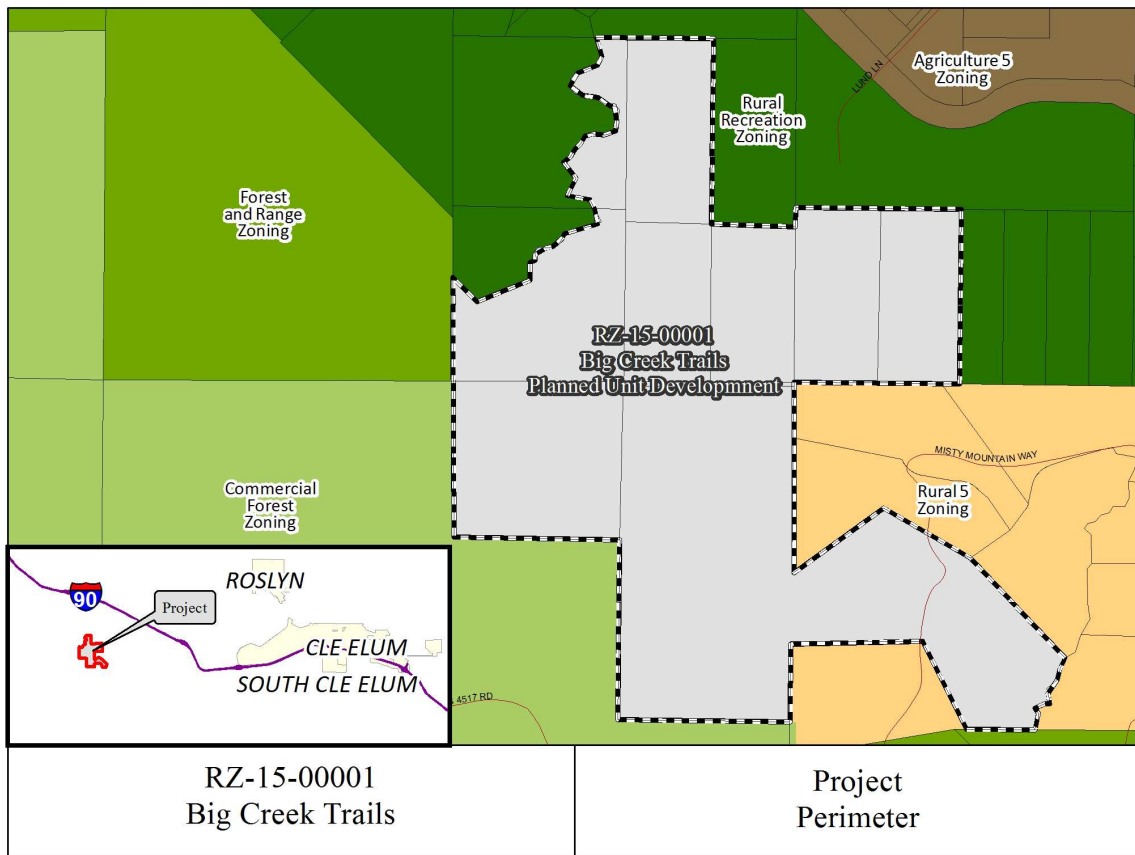 Agriculture 5
Zoning
LUND LN
Rural
Recreation
Zoning
Forest
and Range
Zoning
RZ-15-00001
Big Creek Trails
Planned Unit Development
MISTY MOUNTAIN WAY
Commercial
Forest
Zoning
Rural 5
Zoning
ROSLYN
90
Project
CLE ELUM
SOUTH CLE ELUM
4517 RD
RZ-15-00001
Big Creek Trails
Project
Perimeter